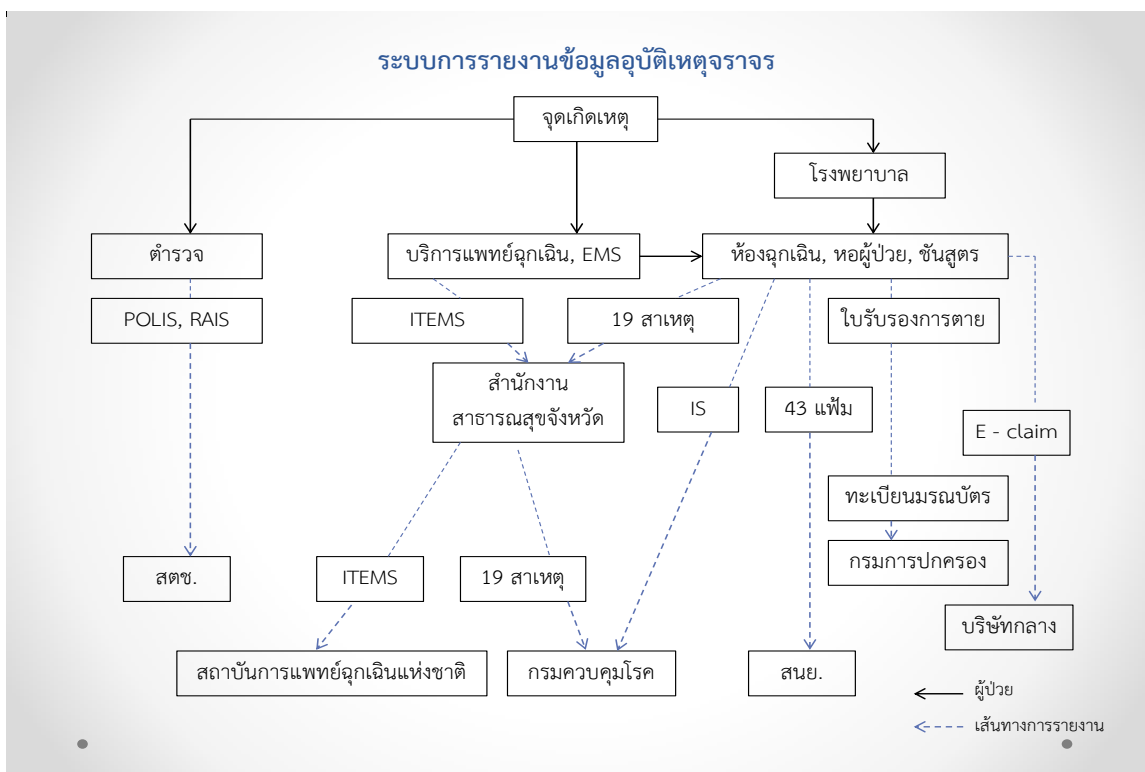 ระบบการรายงานข้อมูลอุบัติเหตุจราจร
จุดเกิดเหตุ
โรงพยาบาล
ตำรวจ
บริการแพทย์ฉุกเฉิน, EMS
ห้องฉุกเฉิน, หอผู้ป่วย, ชันสูตร
POLIS, RAIS
ITEMS
19 สาเหตุ
ใบรับรองการตาย
สำนักงาน
สาธารณสุขจังหวัด
IS
43 แฟ้ม
E - claim
ทะเบียนมรณบัตร
สตช.
ITEMS
19 สาเหตุ
กรมการปกครอง
บริษัทกลาง
สถาบันการแพทย์ฉุกเฉินแห่งชาติ
กรมควบคุมโรค
สนย.
ผู้ป่วย
เส้นทางการรายงาน